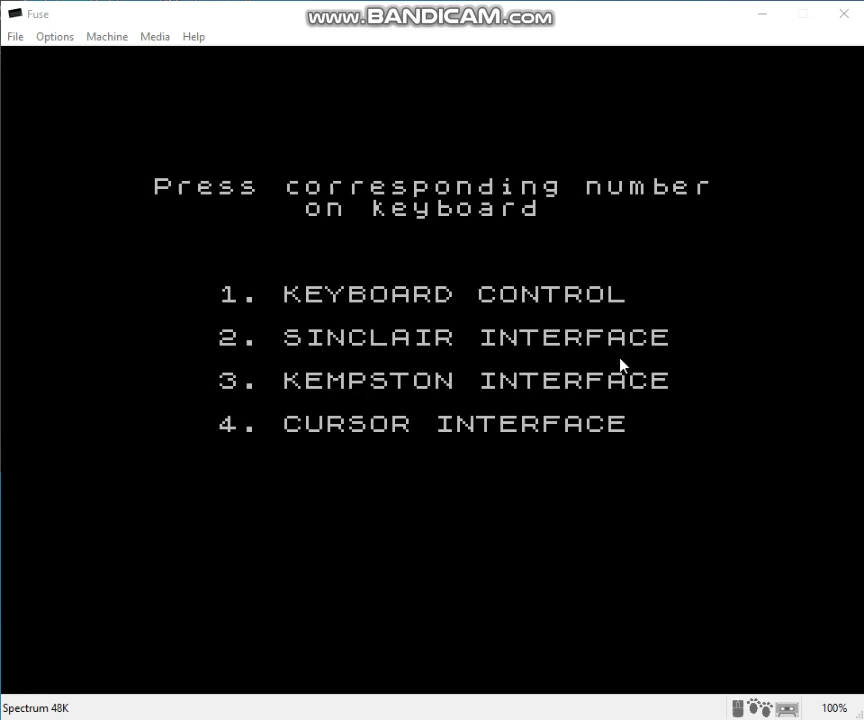 Fuse
www.BANDICAM.com
File Options Machine Media Help
Press corresponding number
on keyboard
1. KEYBOARD CONTROL
2. SINCLAIR INTERFACE
3. KEMPSTON INTERFACE
4. CURSOR INTERFACE
Spectrum 48K 100%